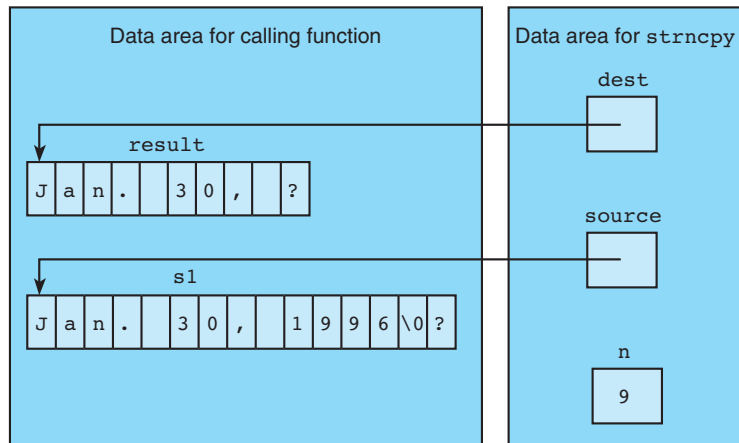 Data area for calling function
Data area for strncpy
dest
result
J a n . 3 0 , ?
source
s1
J a n . 3 0 , 1 9 9 6 \0 ?
n
9